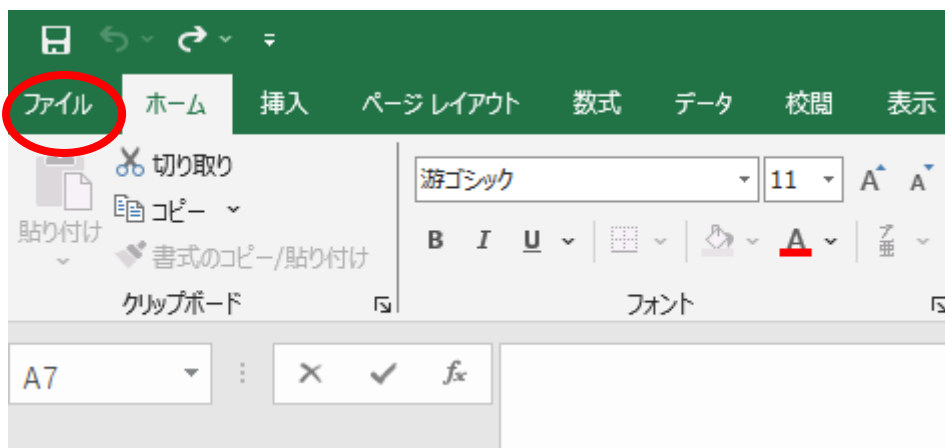 ファイル ホーム 挿入 ページ レイアウト 数式 データ 校閲 表示
切り取り
コピー
貼り付け
書式のコピー/貼り付け
クリップボード
游ゴシック 11 A A
B I U A ア亜
フォント
A7 fx